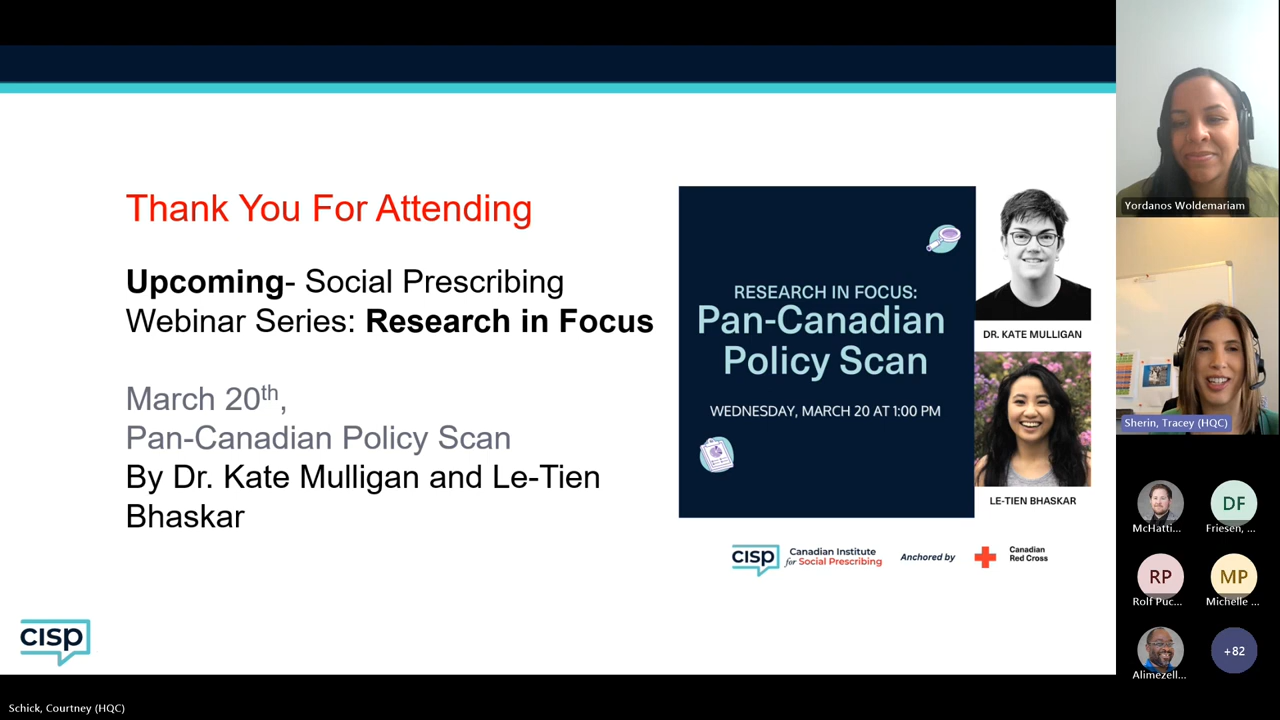 Thank You For Attending
Upcoming- Social Prescribing
Webinar Series: Research in Focus
March 20th,
Pan-Canadian Policy Scan
By Dr. Kate Mulligan and Le-Tien
Bhaskar
RESEARCH IN FOCUS:
Pan-Canadian
Policy Scan
WEDNESDAY, MARCH 20 AT 1:00 PM
DR. KATE MULLIGAN
LE-TIEN BHASKAR
cisp
Canadian Institute
for Social Prescribing
Anchored by
Canadian
Red Cross
cisp
Schick, Courtney (HQC)
Yordanos Woldemariam
Sherin, Tracey (HQC)
McHatti...
DF
Friesen, ...
RP
Rolf Puc...
MP
Michelle ...
Alimezell...
+82